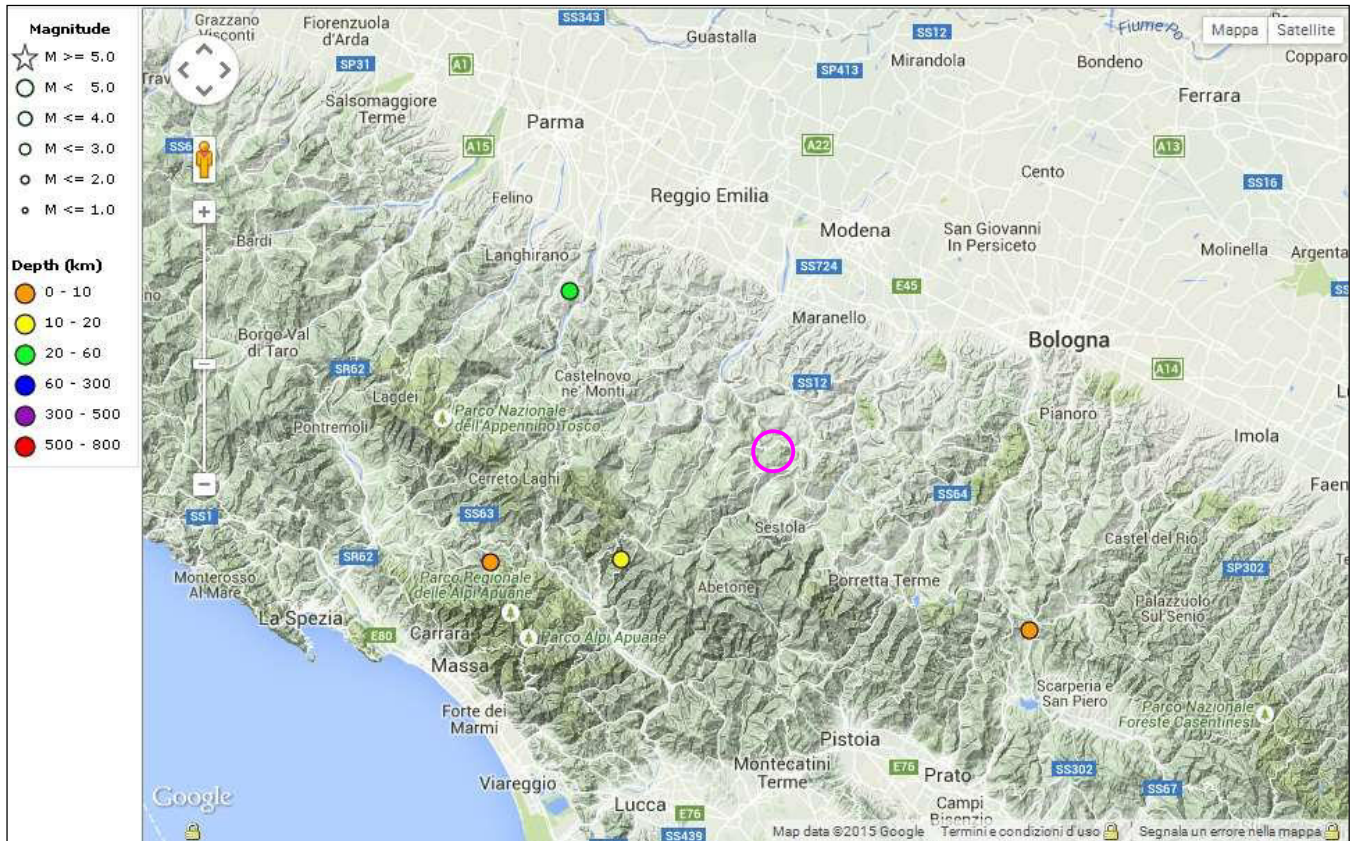 Magnitude
M >= 5.0
M < 5.0
M <= 4.0
M <= 3.0
M <= 2.0
M <= 1.0
Depth (km)
0 - 10
10 - 20
20 - 60
60 - 300
300 - 500
500 - 800
Grazzano
Visconti
Fiorenzuola
d'Arda
SS343
Guastalla
SS12
Fiume Po
Mappa
Satellite
Mirandola
Bondeno
Copparo
SP31
A1
SP413
Ferrara
Salsomaggiore
Terme
Parma
A15
A22
A13
Cento
SS16
Felino
Reggio Emilia
Bardi
Langhirano
Modena
San Giovanni
In Persiceto
Molinella
Argenta
SS724
E45
Maranello
Borgo Val
di Taro
Bologna
SR62
Castelnovo
ne' Monti
SS12
A14
Lagdei
Parco Nazionale
dell'Appennino Tosco
Pianoro
Pontremoli
Imola
Cerreto Laghi
SS64
Faen
SS1
SS63
Sestola
Castel del Rio
SR62
SP302
Monterosso
Al Mare
Parco Regionale
delle Alpi Apuane
Abetone
Porretta Terme
Palazzuolo
Sul Senio
La Spezia
E80
Carrara
Parco Alpi Apuane
Massa
Scarperia e
San Piero
Parco Nazionale
Foreste Casentinesi
Forte dei
Marmi
Pistoia
Montecatini
Terme
E76
Prato
SS302
Viareggio
SS67
Google
Lucca
E76
Campi
Bisenzio
SS439
Map data ©2015 Google
Termini e condizioni d'uso
Segnala un errore nella mappa